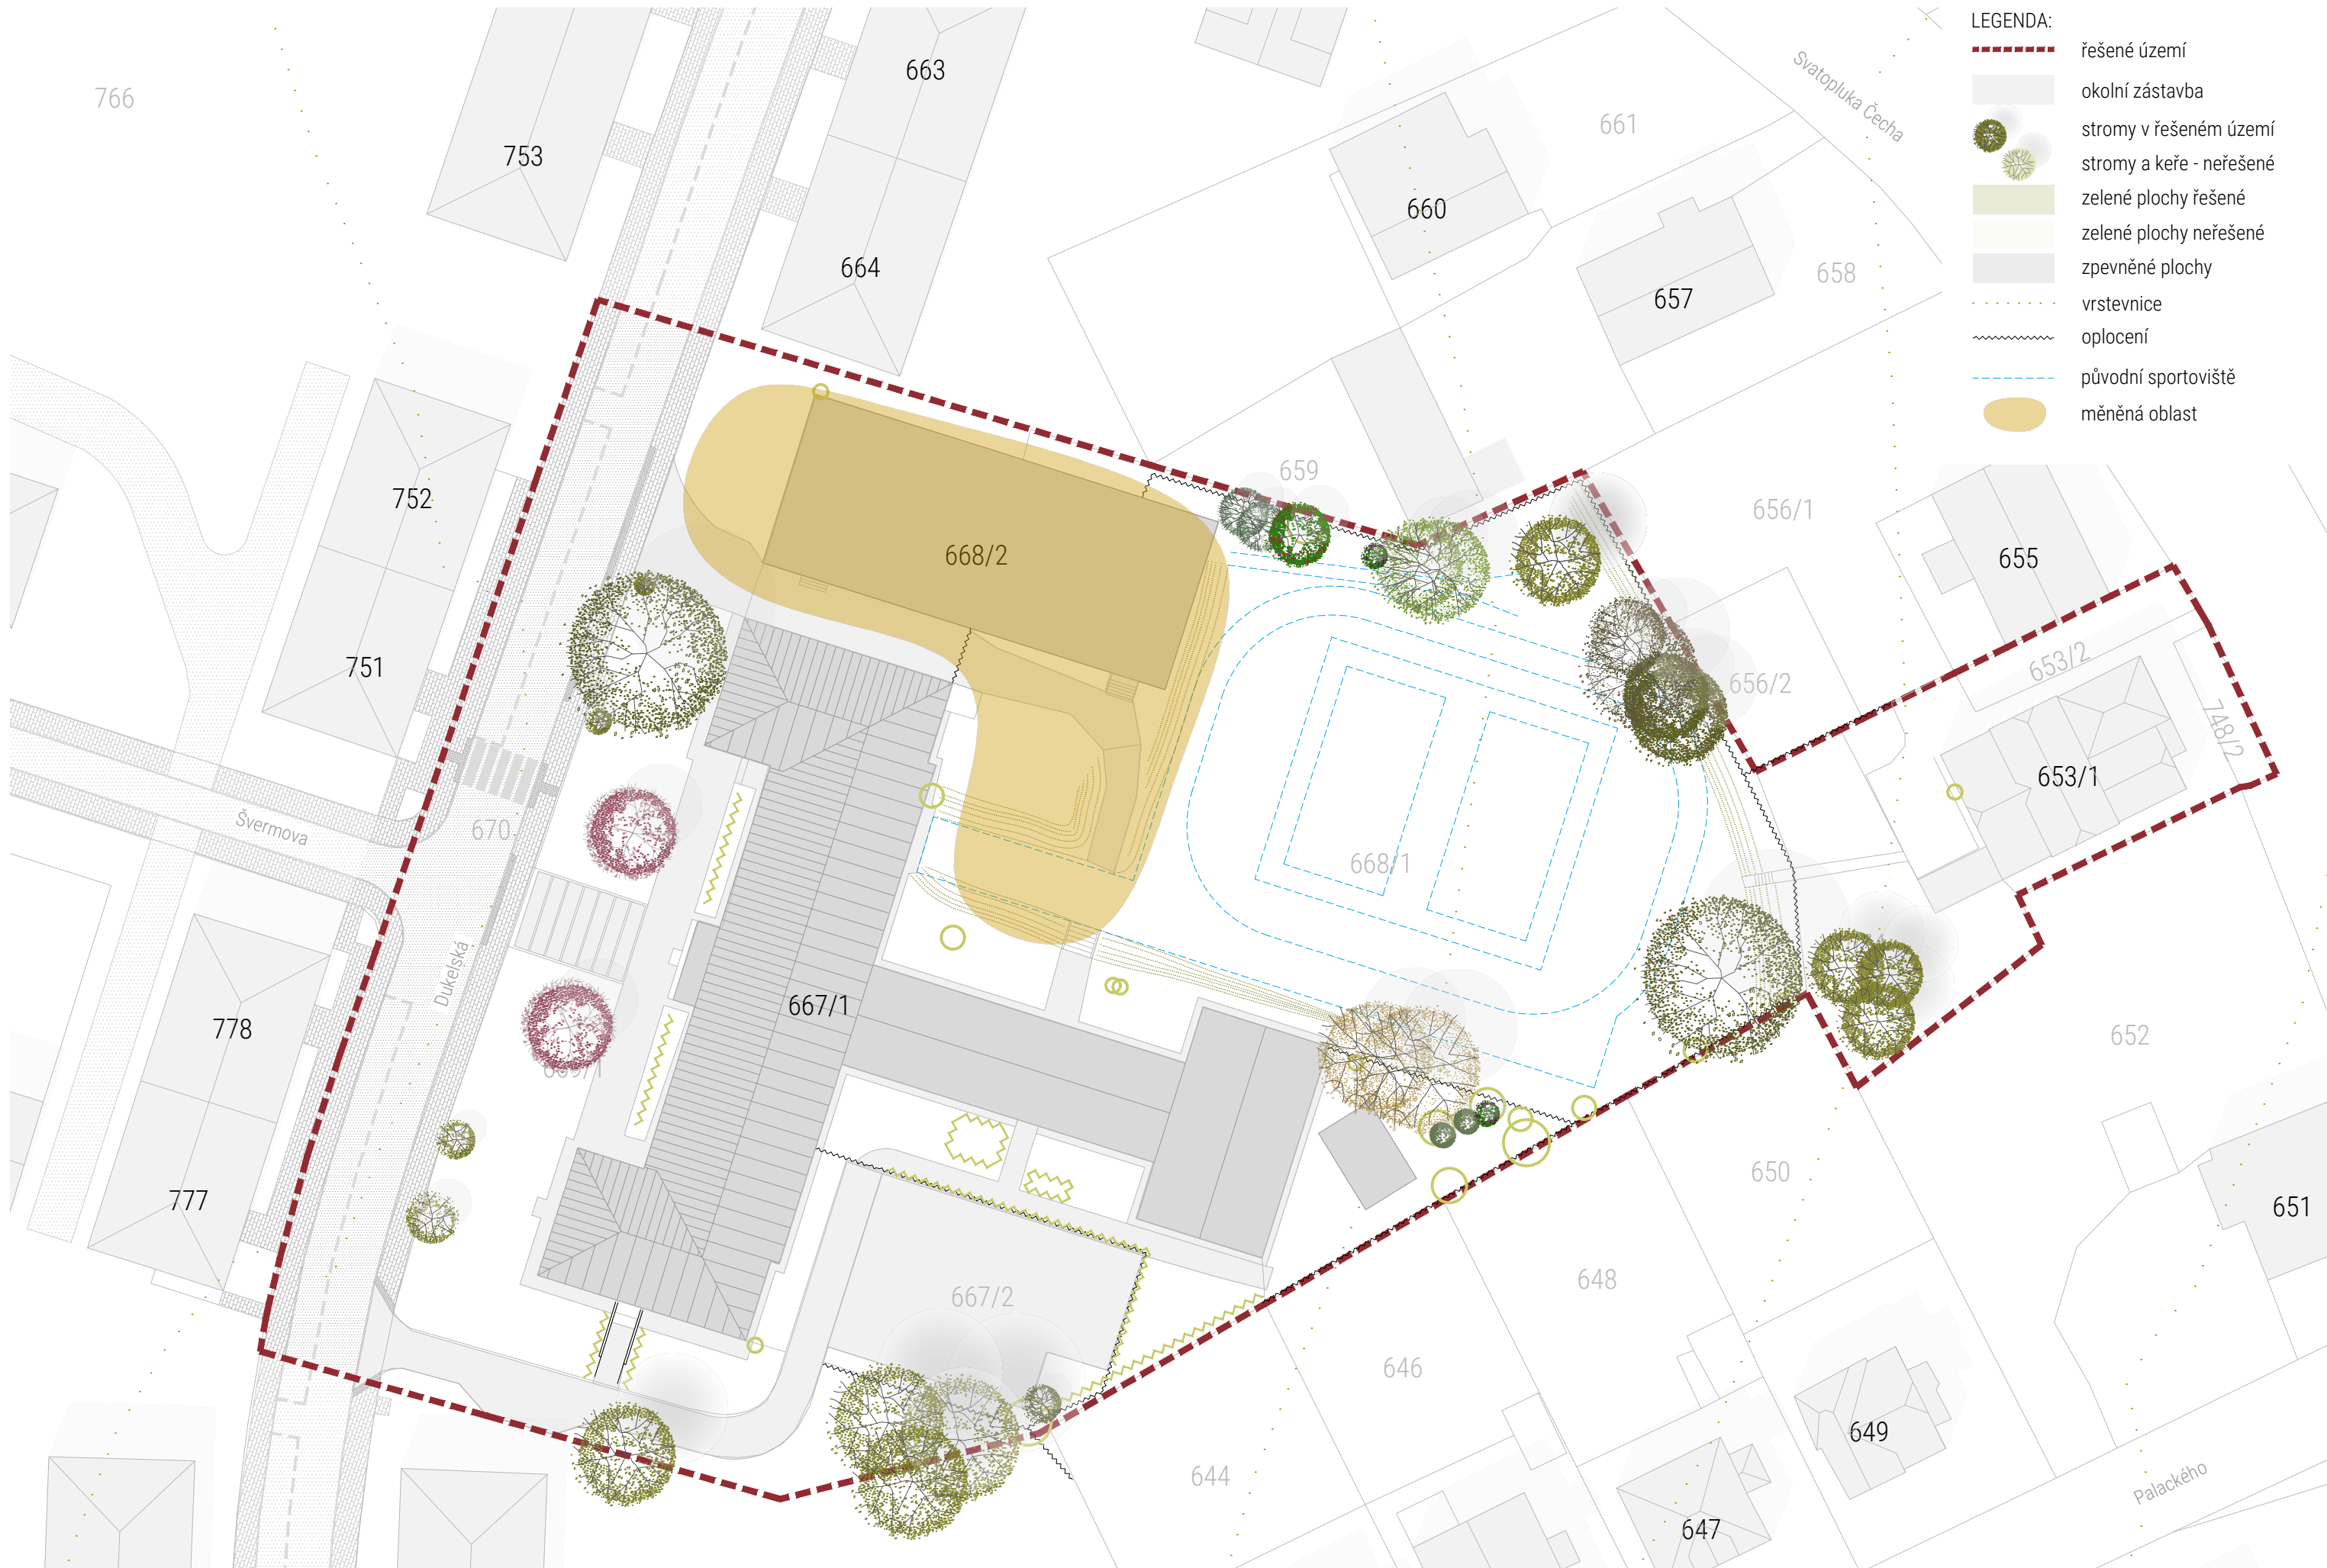 LEGENDA:
řešené území
okolní zástavba
stromy v řešeném území
stromy a keře - neřešené
zelené plochy řešené
zelené plochy neřešené
zpevněné plochy
vrstevnice
oplocení
původní sportoviště
měněná oblast
766
663
753
664
661
660
Svatopluka Čecha
658
657
752
659
656/1
655
668/2
751
656/2
653/2
748/2
653/1
Švermova
670
668/1
Dukelská
667/1
778
652
777
650
651
667/2
648
646
649
644
647
Palackého